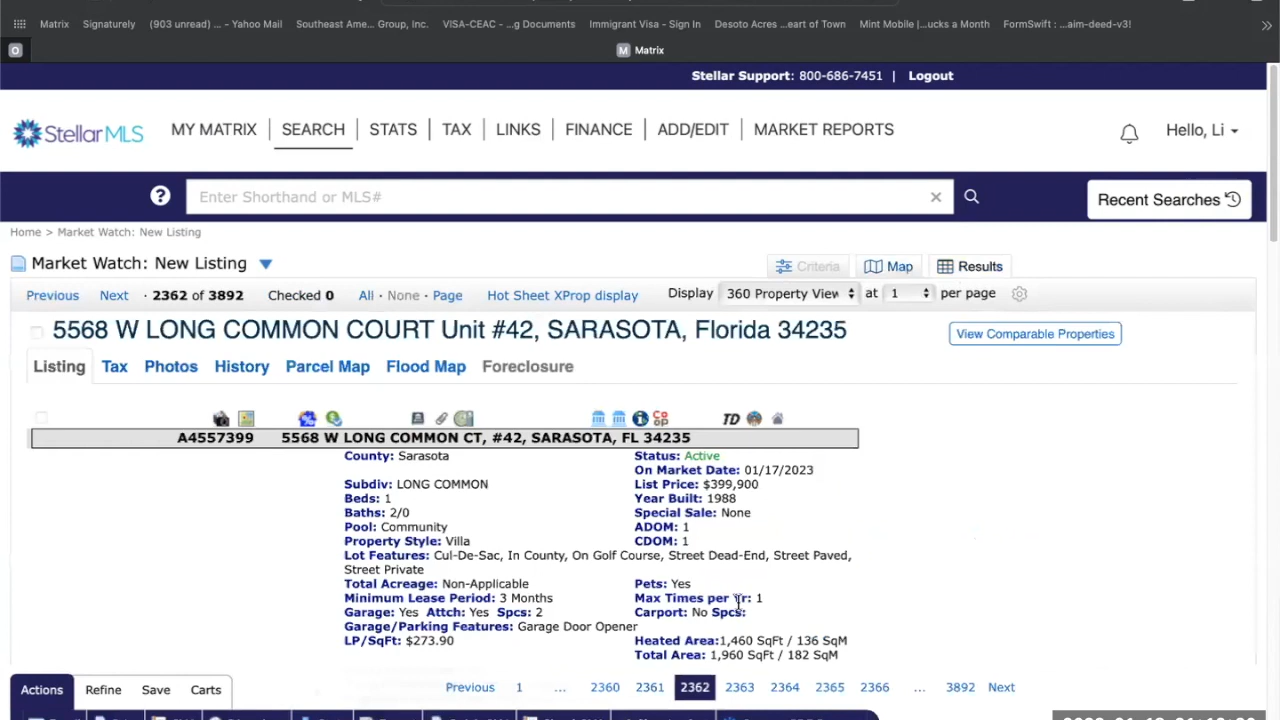 Matrix Signaturely (903 unread) ... - Yahoo Mail Southeast Ame... Group, Inc. VISA-CEAC - ...g Documents Immigrant Visa - Sign In Desoto Acres ...eart of Town Mint Mobile |...ucks a Month FormSwift : ...aim-deed-v3!
O M Matrix
Stellar Support: 800-686-7451 | Logout
StellarMLS MY MATRIX SEARCH STATS TAX LINKS FINANCE ADD/EDIT MARKET REPORTS Hello, Li
? Enter Shorthand or MLS# Recent Searches
Home > Market Watch: New Listing
Market Watch: New Listing Criteria Map Results
Previous Next · 2362 of 3892 Checked 0 All · None · Page Hot Sheet XProp display Display 360 Property View at 1 per page
5568 W LONG COMMON COURT Unit #42, SARASOTA, Florida 34235 View Comparable Properties
Listing Tax Photos History Parcel Map Flood Map Foreclosure
A4557399 5568 W LONG COMMON CT, #42, SARASOTA, FL 34235
County: Sarasota Status: Active
On Market Date: 01/17/2023
Subdiv: LONG COMMON List Price: $399,900
Beds: 1 Year Built: 1988
Baths: 2/0 Special Sale: None
Pool: Community ADOM: 1
Property Style: Villa CDOM: 1
Lot Features: Cul-De-Sac, In County, On Golf Course, Street Dead-End, Street Paved,
Street Private
Total Acreage: Non-Applicable Pets: Yes
Minimum Lease Period: 3 Months Max Times per Yr: 1
Garage: Yes Attch: Yes Spcs: 2 Carport: No Spcs:
Garage/Parking Features: Garage Door Opener
LP/SqFt: $273.90 Heated Area:1,460 SqFt / 136 SqM
Total Area: 1,960 SqFt / 182 SqM
Actions Refine Save Carts Previous 1 ... 2360 2361 2362 2363 2364 2365 2366 ... 3892 Next